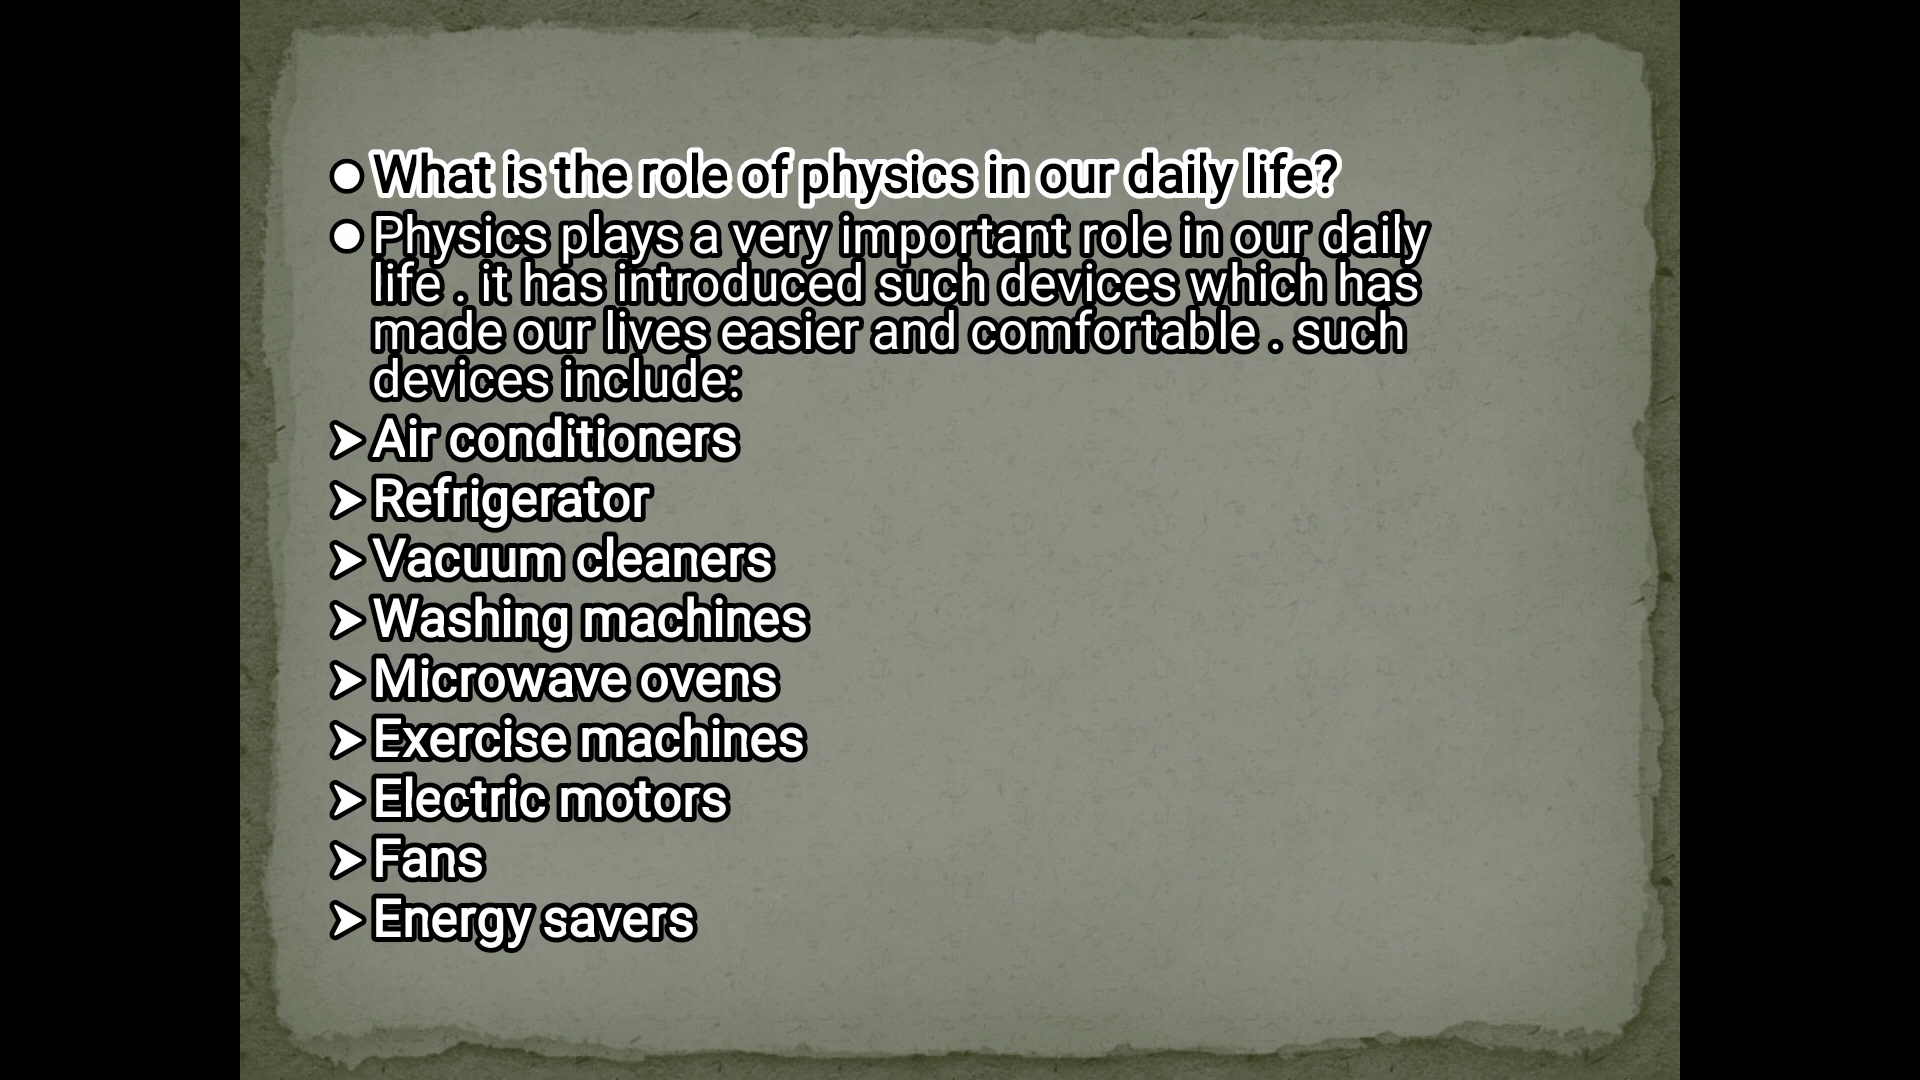 ● What is the role of physics in our daily life?
● Physics plays a very important role in our daily
life . it has introduced such devices which has
made our lives easier and comfortable . such
devices include:
➤ Air conditioners
➤ Refrigerator
➤ Vacuum cleaners
➤ Washing machines
➤ Microwave ovens
➤ Exercise machines
➤ Electric motors
➤ Fans
➤ Energy savers